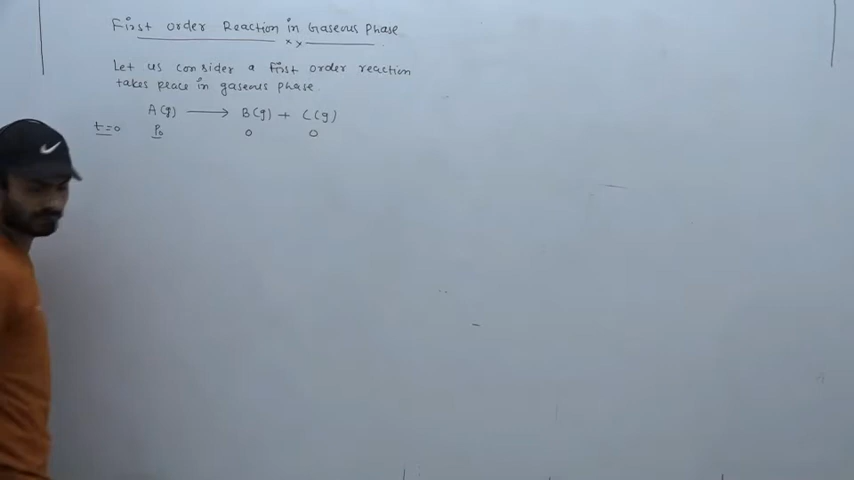 First order Reaction in Gaseous Phase
Let us consider a first order reaction
takes peace in gaseous phase.
A(g) ⟶ B(g) + C(g)
t=0 P₀ 0 0